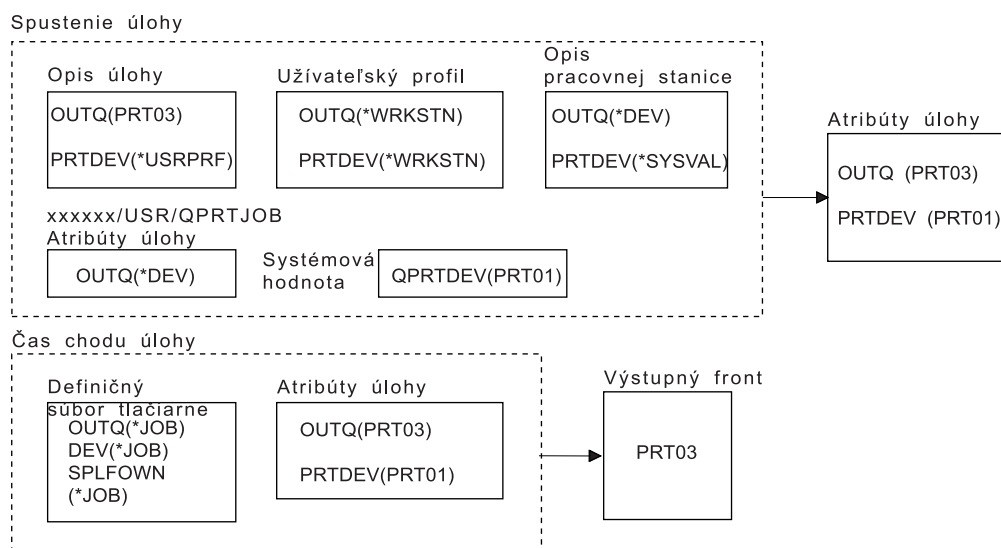 Spustenie úlohy
Opis úlohy
OUTQ(PRT03)
PRTDEV(*USRPRF)
Užívateľský profil
OUTQ(*WRKSTN)
PRTDEV(*WRKSTN)
Opis
pracovnej stanice
OUTQ(*DEV)
PRTDEV(*SYSVAL)
Atribúty úlohy
OUTQ (PRT03)
PRTDEV (PRT01)
xxxxxx/USR/QPRTJOB
Atribúty úlohy
OUTQ(*DEV)
Systémová
hodnota
QPRTDEV(PRT01)
Čas chodu úlohy
Definičný
súbor tlačiarne
OUTQ(*JOB)
DEV(*JOB)
SPLFOWN
(*JOB)
Atribúty úlohy
OUTQ(PRT03)
PRTDEV(PRT01)
Výstupný front
PRT03